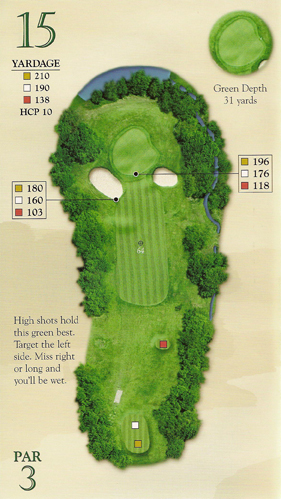 15
YARDAGE
210
190
138
HCP 10
Green Depth
31 yards
196
176
118
180
160
103
High shots hold
this green best.
Target the left
side. Miss right
or long and
you'll be wet.
PAR
3